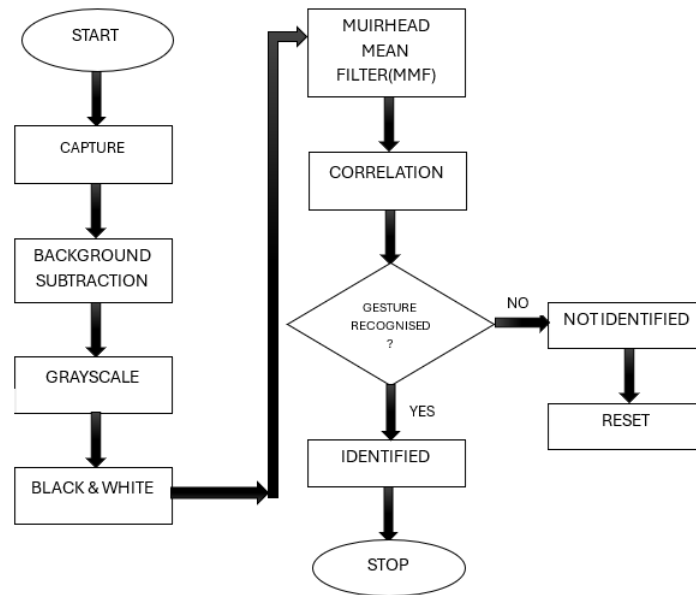 START
CAPTURE
BACKGROUND
SUBTRACTION
GRAYSCALE
BLACK & WHITE
MUIRHEAD
MEAN
FILTER(MMF)
CORRELATION
GESTURE
RECOGNISED
?
NO
NOT IDENTIFIED
RESET
YES
IDENTIFIED
STOP